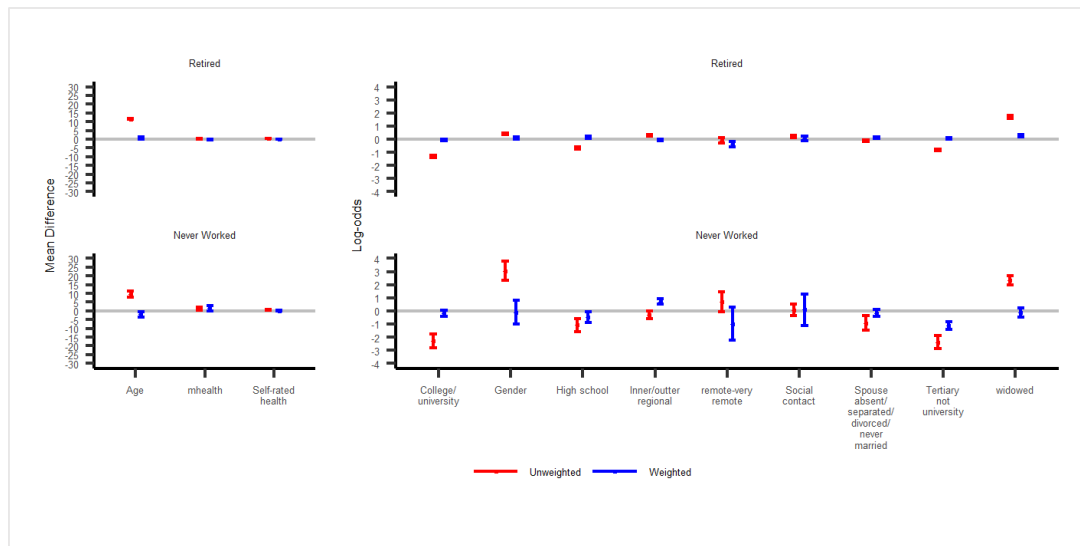 Retired
Retired
Mean Difference
30
25
20
15
10
5
0
-5
-10
-15
-20
-25
-30
Log-odds
4
3
2
1
0
-1
-2
-3
-4
Never Worked
Never Worked
30
25
20
15
10
5
0
-5
-10
-15
-20
-25
-30
4
3
2
1
0
-1
-2
-3
-4
Age
mhealth
Self-rated
health
College/
university
Gender
High school
Inner/outter
regional
remote-very
remote
Social
contact
Spouse
absent/
separated/
divorced/
never
married
Tertiary
not
university
widowed
Unweighted
Weighted